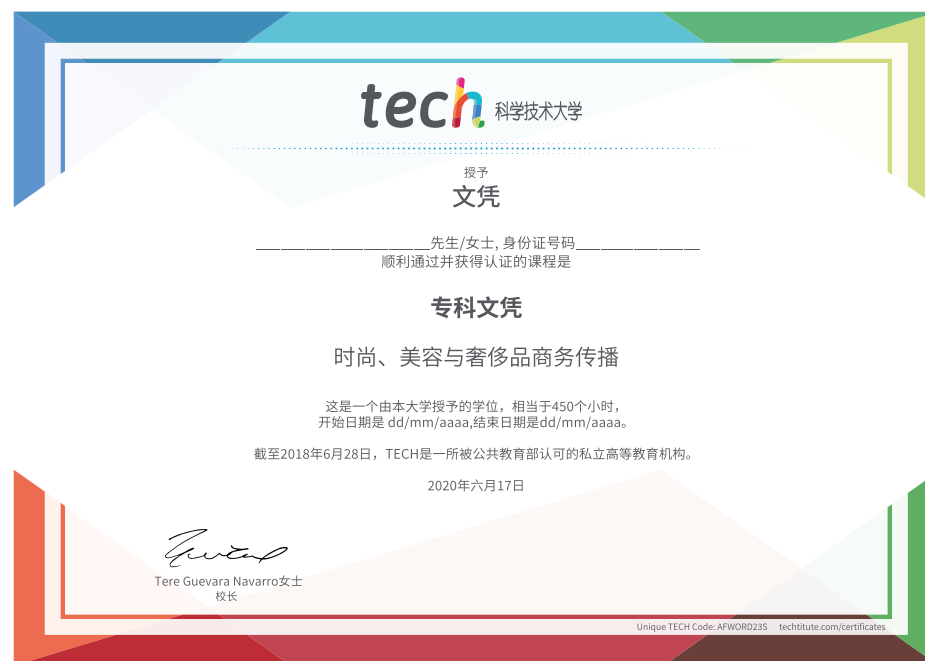 tech 科学技术大学
授予
文凭
_______________________先生/女士, 身份证号码________________
顺利通过并获得认证的课程是
专科文凭
时尚、美容与奢侈品商务传播
这是一个由本大学授予的学位，相当于450个小时，
开始日期是 dd/mm/aaaa,结束日期是dd/mm/aaaa。
截至2018年6月28日，TECH是一所被公共教育部认可的私立高等教育机构。
2020年六月17日
Tere Guevara Navarro女士
校长
Unique TECH Code: AFWORD23S techtitute.com/certificates